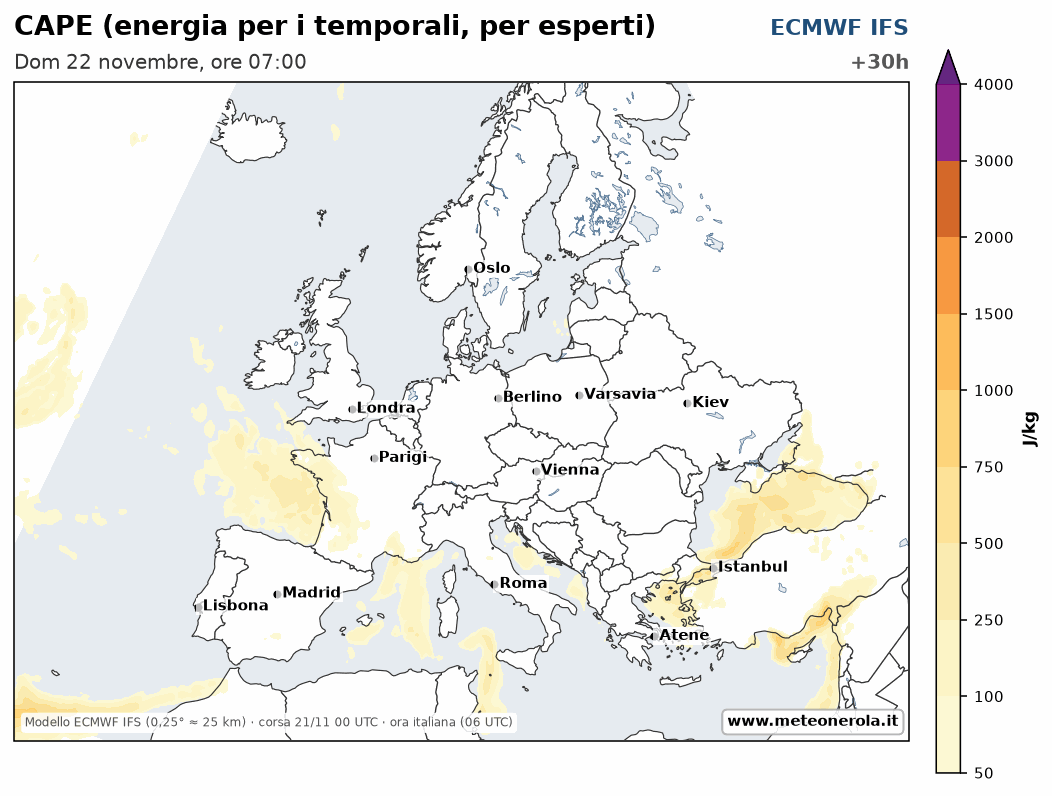 CAPE (energia per i temporali, per esperti)
ECMWF IFS
Dom 22 novembre, ore 07:00
+30h
4000
3000
2000
1500
1000
750
500
250
100
50
J/kg
Oslo
Londra
Berlino
Varsavia
Kiev
Parigi
Vienna
Istanbul
Roma
Madrid
Lisbona
Atene
Modello ECMWF IFS (0,25° ≈ 25 km) · corsa 21/11 00 UTC · ora italiana (06 UTC)
www.meteonerola.it